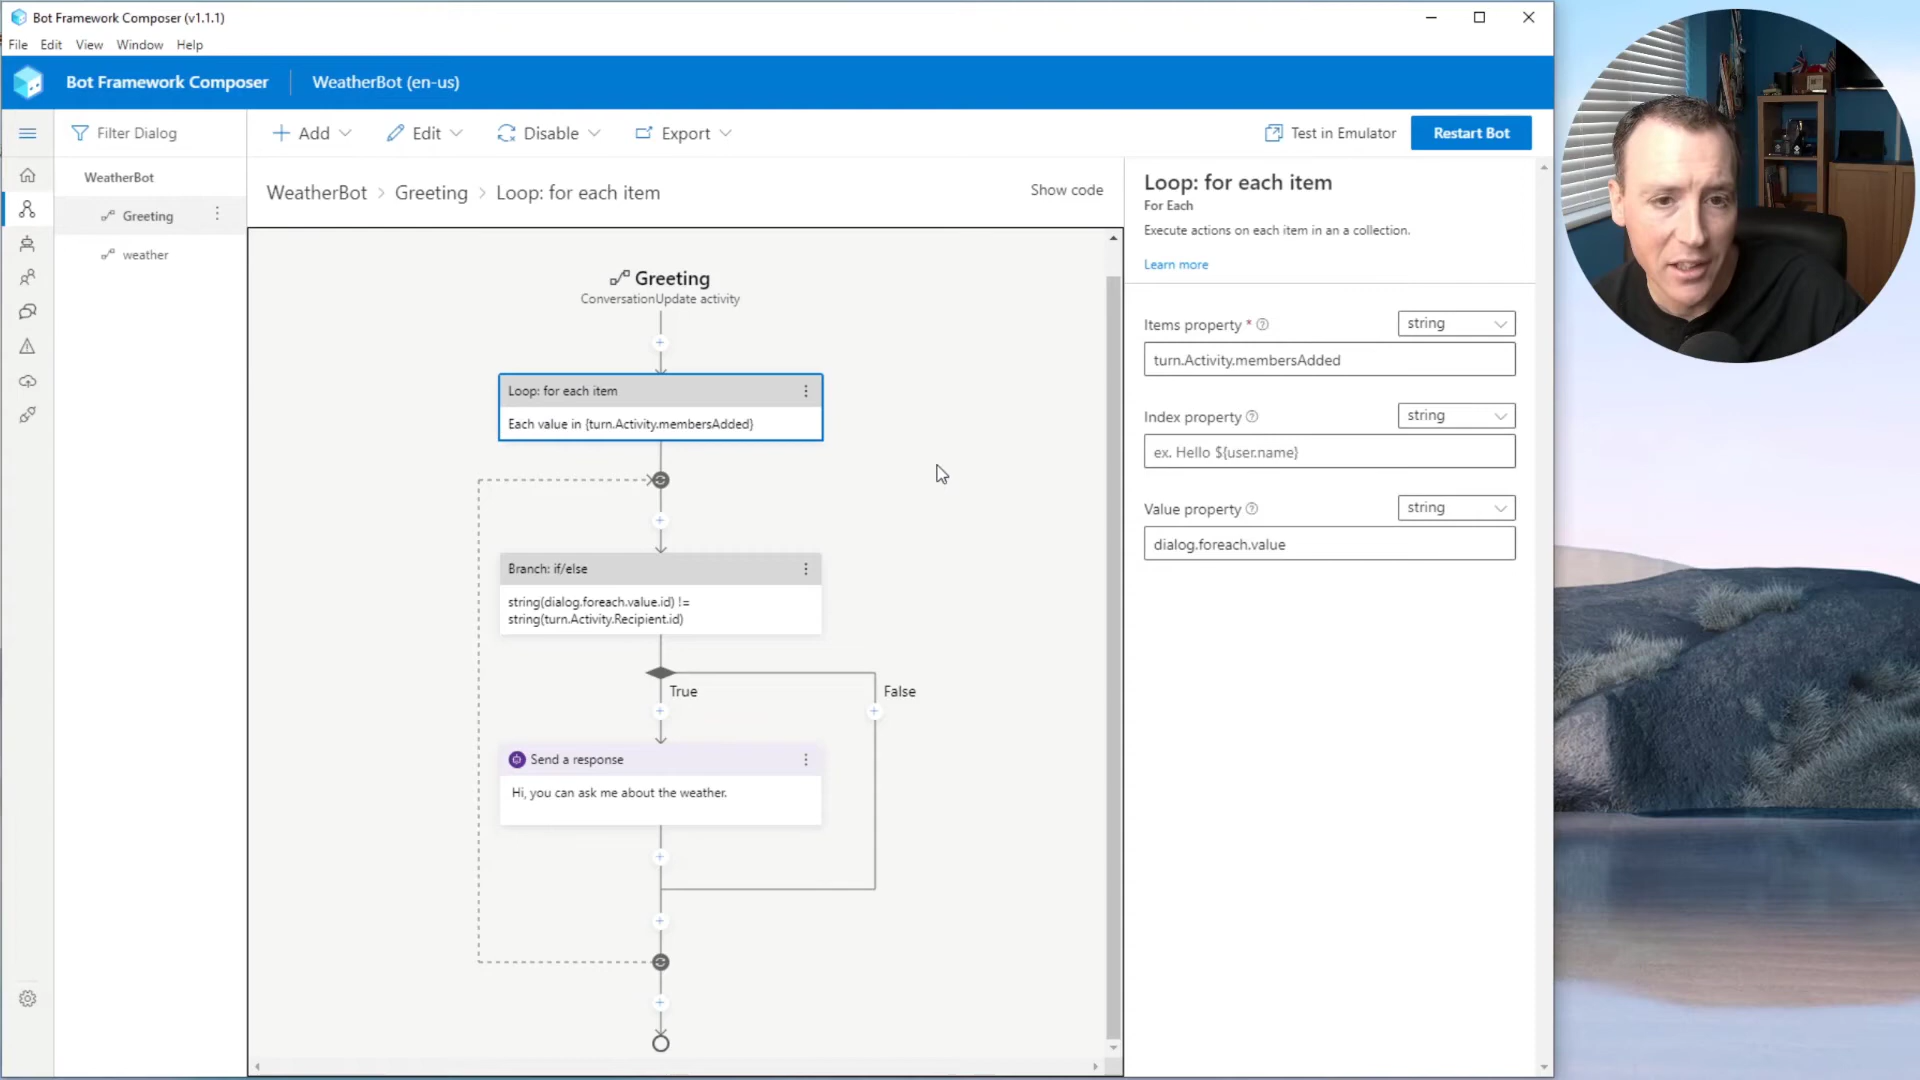 Bot Framework Composer (v1.1.1)
File Edit View Window Help
Bot Framework Composer WeatherBot (en-us)
Filter Dialog
Add Edit Disable Export
Test in Emulator Restart Bot
WeatherBot
Greeting
weather
WeatherBot > Greeting > Loop: for each item
Show code
Greeting
ConversationUpdate activity
Loop: for each item
Each value in {turn.Activity.membersAdded}
Branch: if/else
string(dialog.foreach.value.id) !=
string(turn.Activity.Recipient.id)
True
False
Send a response
Hi, you can ask me about the weather.
Loop: for each item
For Each
Execute actions on each item in an a collection.
Learn more
Items property * string
turn.Activity.membersAdded
Index property string
ex. Hello ${user.name}
Value property string
dialog.foreach.value